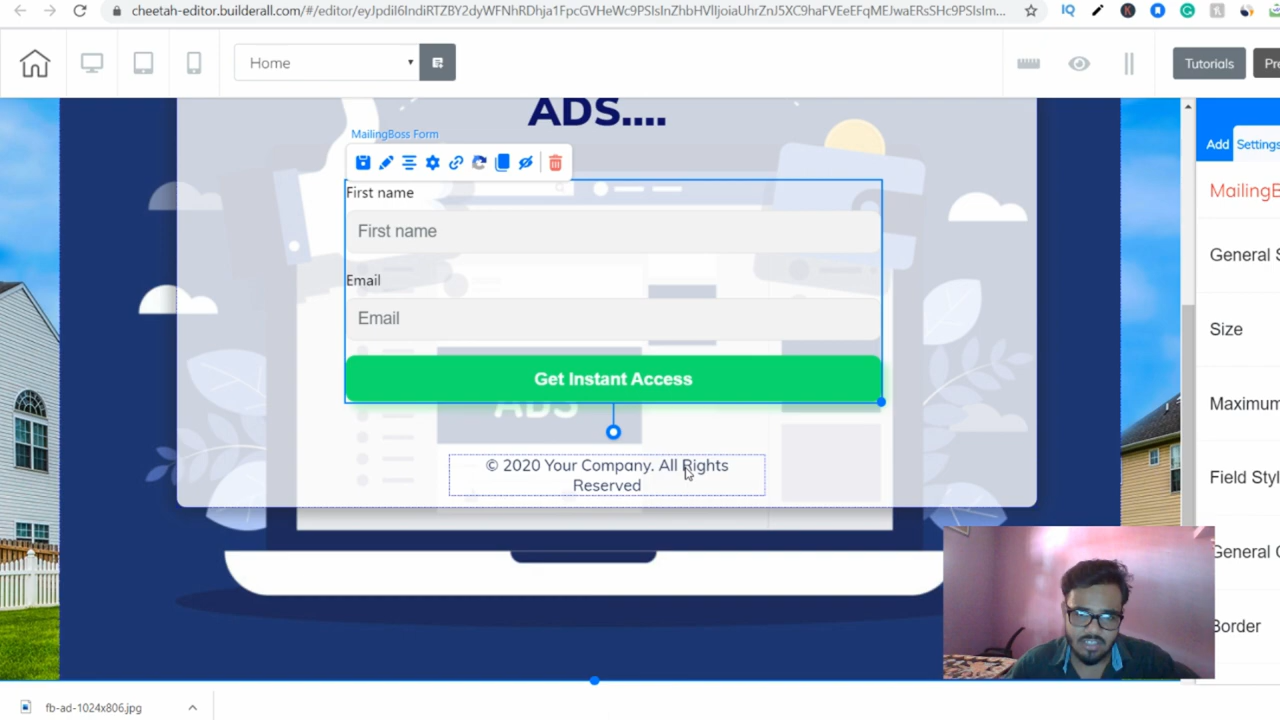 cheetah-editor.builderall.com/#/editor/
Home
Tutorials
Pre
ADS....
MailingBoss Form
Add
Settings
MailingB
First name
First name
General S
Email
Email
Size
Get Instant Access
Maximum
ADS
© 2020 Your Company. All Rights
Reserved
Field Styl
General C
Border
fb-ad-1024x806.jpg